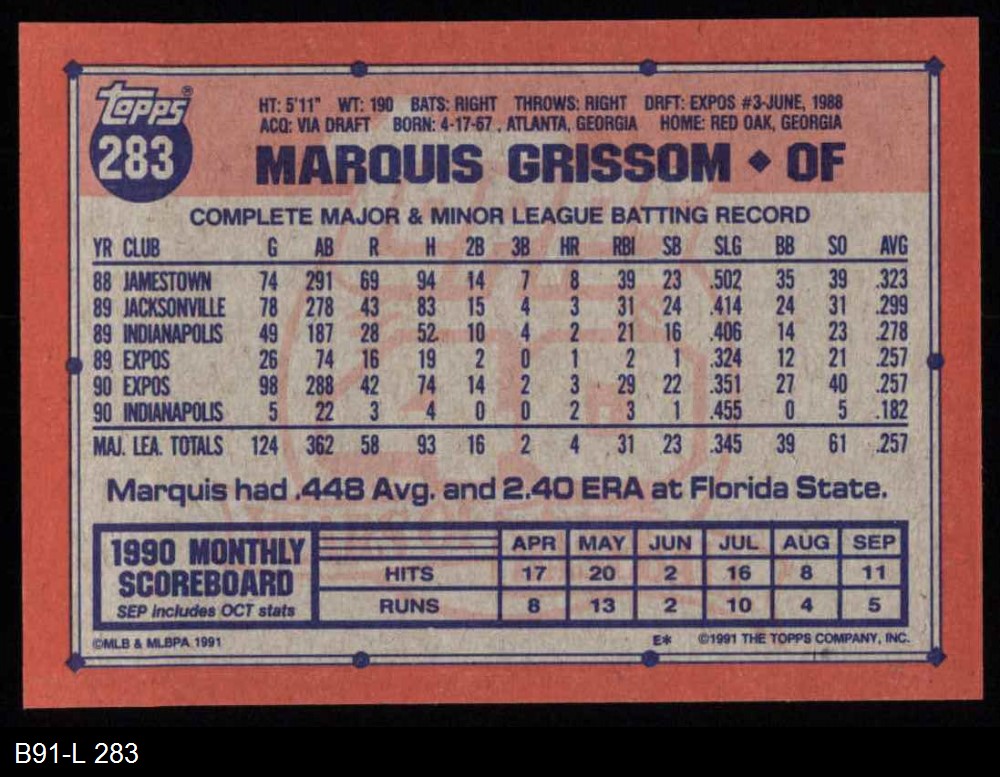 topps®
283
HT: 5'11" WT: 190 BATS: RIGHT THROWS: RIGHT DRFT: EXPOS #3-JUNE, 1988
ACQ: VIA DRAFT BORN: 4-17-67, ATLANTA, GEORGIA HOME: RED OAK, GEORGIA
MARQUIS GRISSOM ◆ OF
COMPLETE MAJOR & MINOR LEAGUE BATTING RECORD
YR CLUB G AB R H 2B 3B HR RBI SB SLG BB SO AVG
88 JAMESTOWN 74 291 69 94 14 7 8 39 23 .502 35 39 .323
89 JACKSONVILLE 78 278 43 83 15 4 3 31 24 .414 24 31 .299
89 INDIANAPOLIS 49 187 28 52 10 4 2 21 16 .406 14 23 .278
89 EXPOS 26 74 16 19 2 0 1 2 1 .324 12 21 .257
90 EXPOS 98 288 42 74 14 2 3 29 22 .351 27 40 .257
90 INDIANAPOLIS 5 22 3 4 0 0 2 3 1 .455 0 5 .182
MAJ. LEA. TOTALS 124 362 58 93 16 2 4 31 23 .345 39 61 .257
Marquis had .448 Avg. and 2.40 ERA at Florida State.
1990 MONTHLY
SCOREBOARD
SEP includes OCT stats
APR MAY JUN JUL AUG SEP
HITS 17 20 2 16 8 11
RUNS 8 13 2 10 4 5
©MLB & MLBPA 1991 E* ©1991 THE TOPPS COMPANY, INC.
B91-L 283